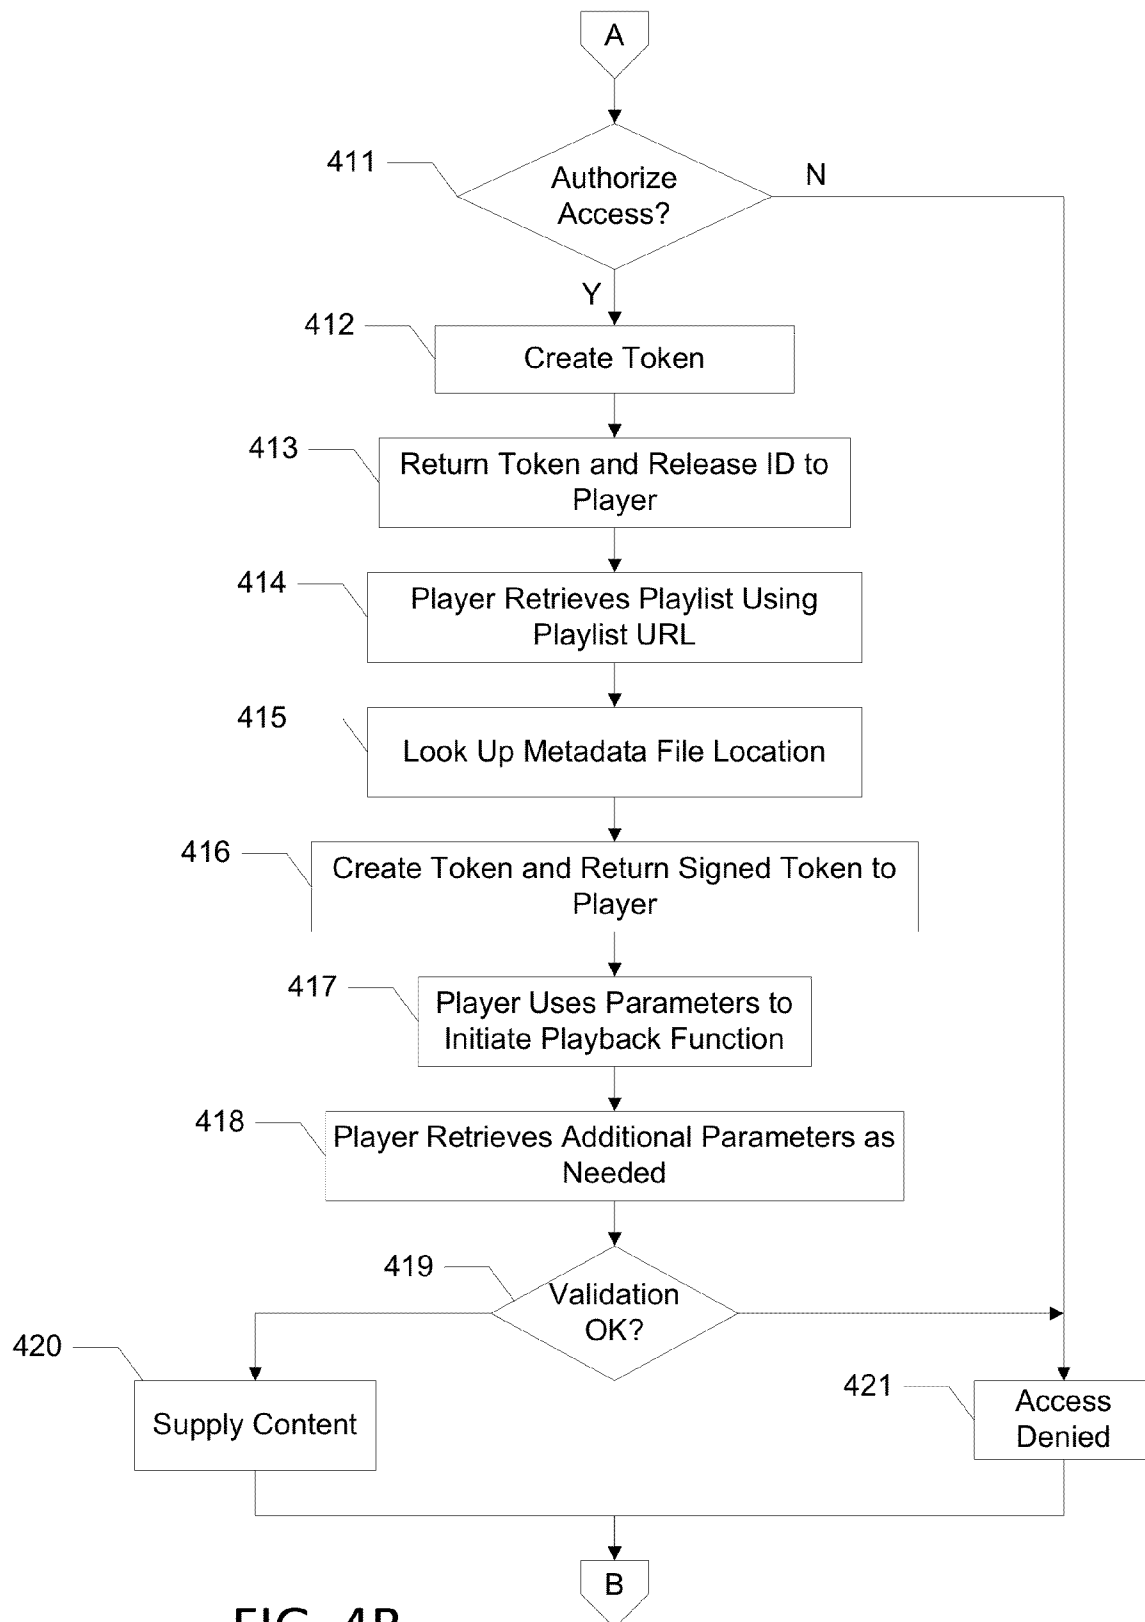 A
411
Authorize
Access?
N
Y
412
Create Token
413
Return Token and Release ID to
Player
414
Player Retrieves Playlist Using
Playlist URL
415
Look Up Metadata File Location
416
Create Token and Return Signed Token to
Player
417
Player Uses Parameters to
Initiate Playback Function
418
Player Retrieves Additional Parameters as
Needed
419
Validation
OK?
420
Supply Content
421
Access
Denied
B
FIG. 4B